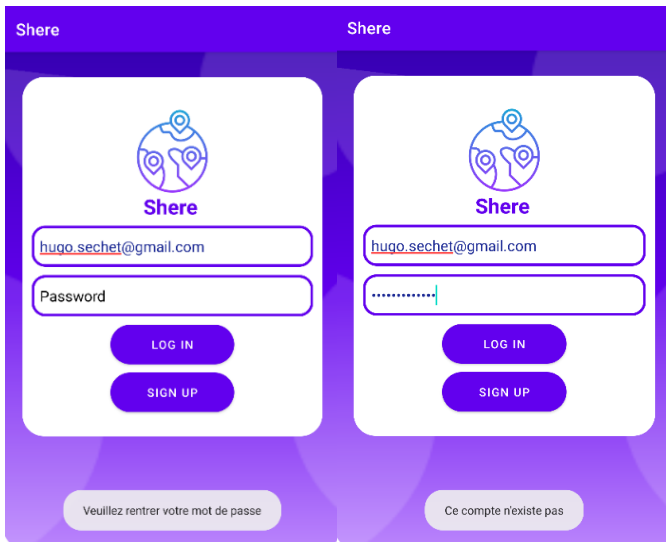 Shere
Shere
hugo.sechet@gmail.com
Password
LOG IN
SIGN UP
Veuillez rentrer votre mot de passe
Shere
Shere
hugo.sechet@gmail.com
•••••••••••••
LOG IN
SIGN UP
Ce compte n'existe pas